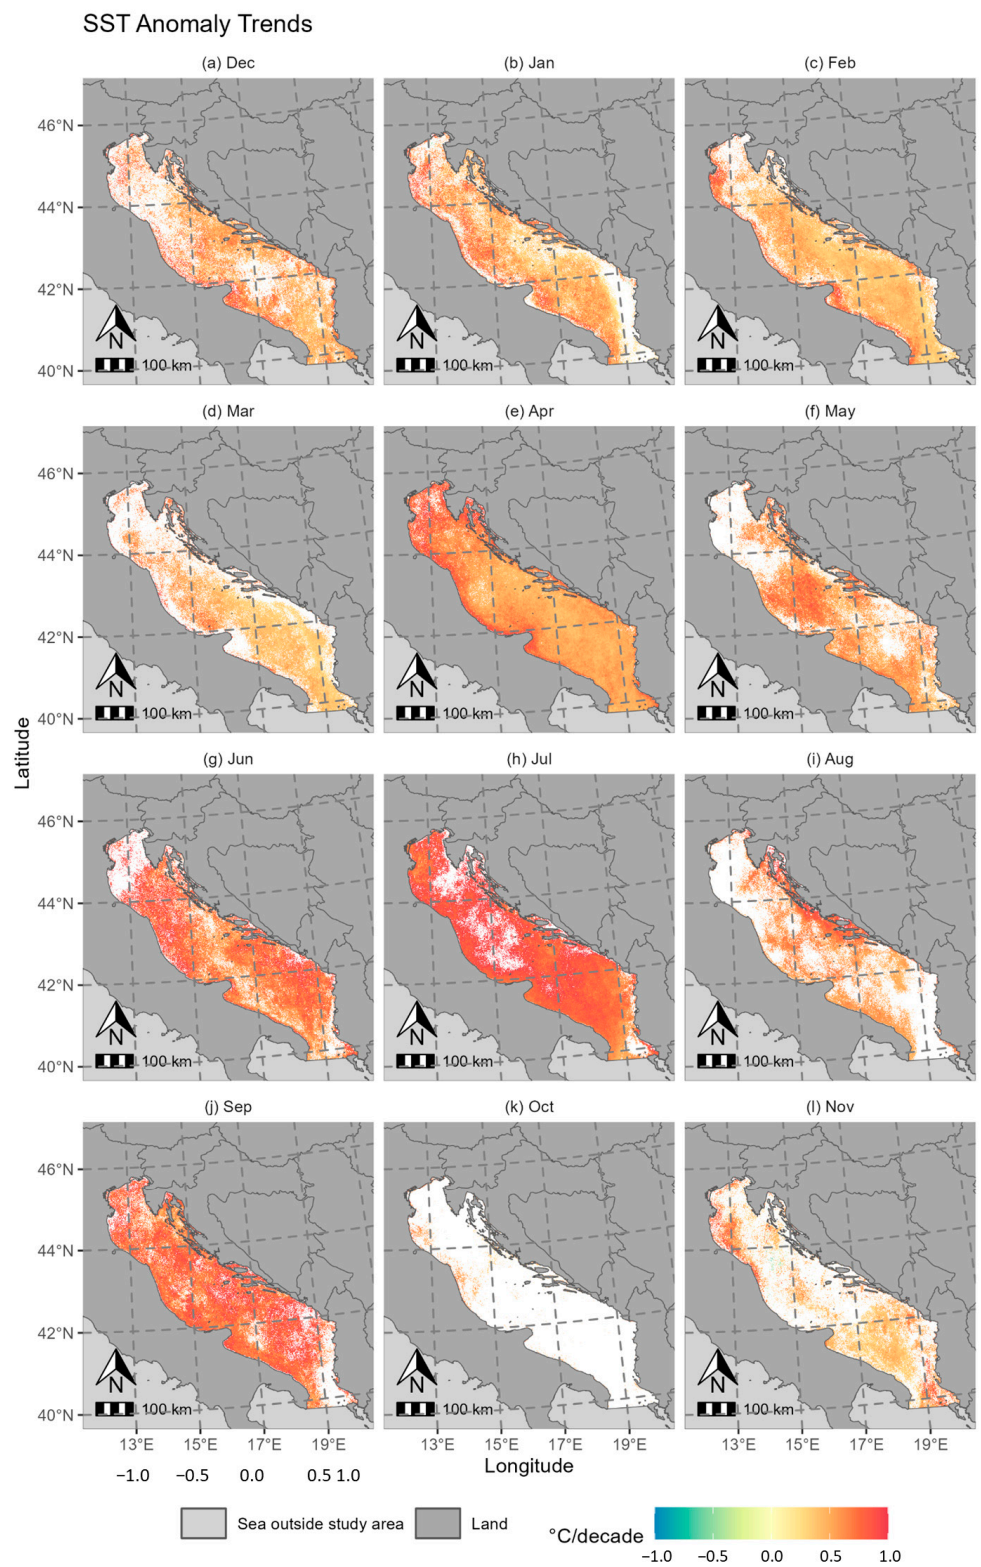 SST Anomaly Trends
(a) Dec
(b) Jan
(c) Feb
46°N
44°N
42°N
40°N
N
100 km
N
100 km
N
100 km
(d) Mar
(e) Apr
(f) May
46°N
44°N
42°N
40°N
N
100 km
N
100 km
N
100 km
Latitude
(g) Jun
(h) Jul
(i) Aug
46°N
44°N
42°N
40°N
N
100 km
N
100 km
N
100 km
(j) Sep
(k) Oct
(l) Nov
46°N
44°N
42°N
40°N
N
100 km
N
100 km
N
100 km
13°E 15°E 17°E 19°E
13°E 15°E 17°E 19°E
13°E 15°E 17°E 19°E
Longitude
−1.0 −0.5 0.0 0.5 1.0
Sea outside study area
Land
°C/decade
−1.0 −0.5 0.0 0.5 1.0